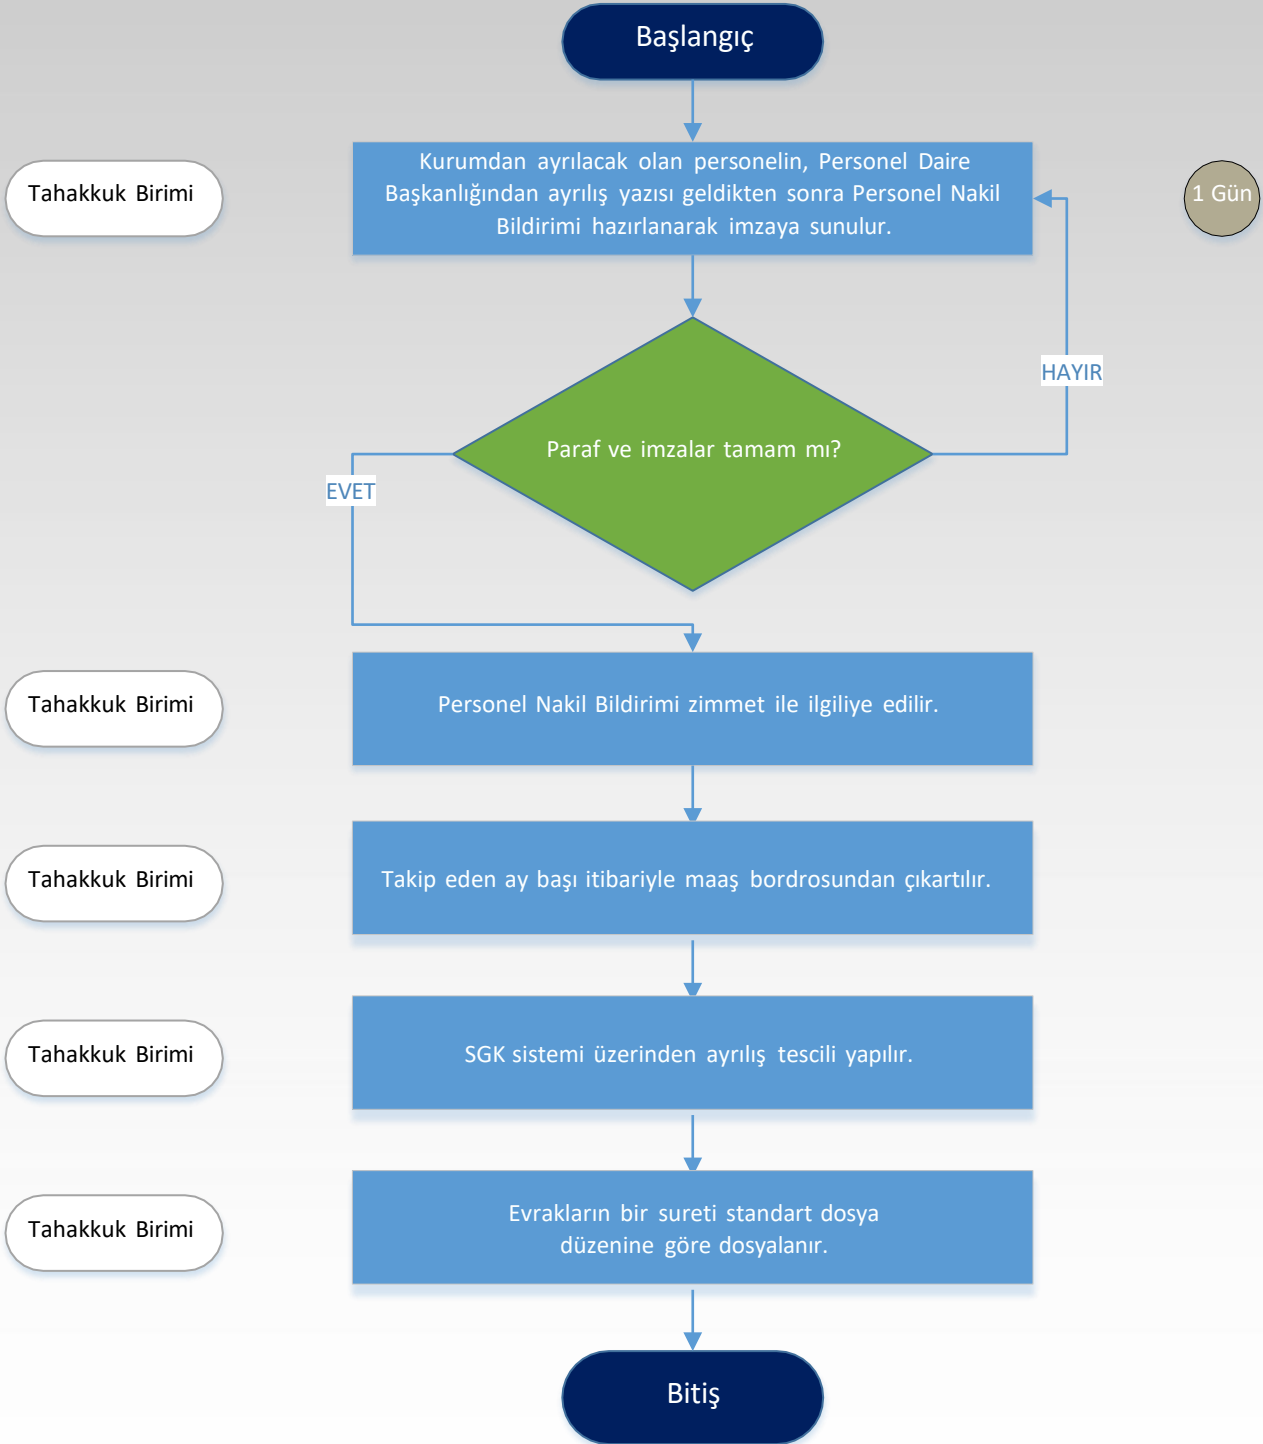 Başlangıç
Tahakkuk Birimi
Kurumdan ayrılacak olan personelin, Personel Daire
Başkanlığından ayrılış yazısı geldikten sonra Personel Nakil
Bildirimi hazırlanarak imzaya sunulur.
1 Gün
HAYIR
Paraf ve imzalar tamam mı?
EVET
Tahakkuk Birimi
Personel Nakil Bildirimi zimmet ile ilgiliye edilir.
Tahakkuk Birimi
Takip eden ay başı itibariyle maaş bordrosundan çıkartılır.
Tahakkuk Birimi
SGK sistemi üzerinden ayrılış tescili yapılır.
Tahakkuk Birimi
Evrakların bir sureti standart dosya
düzenine göre dosyalanır.
Bitiş